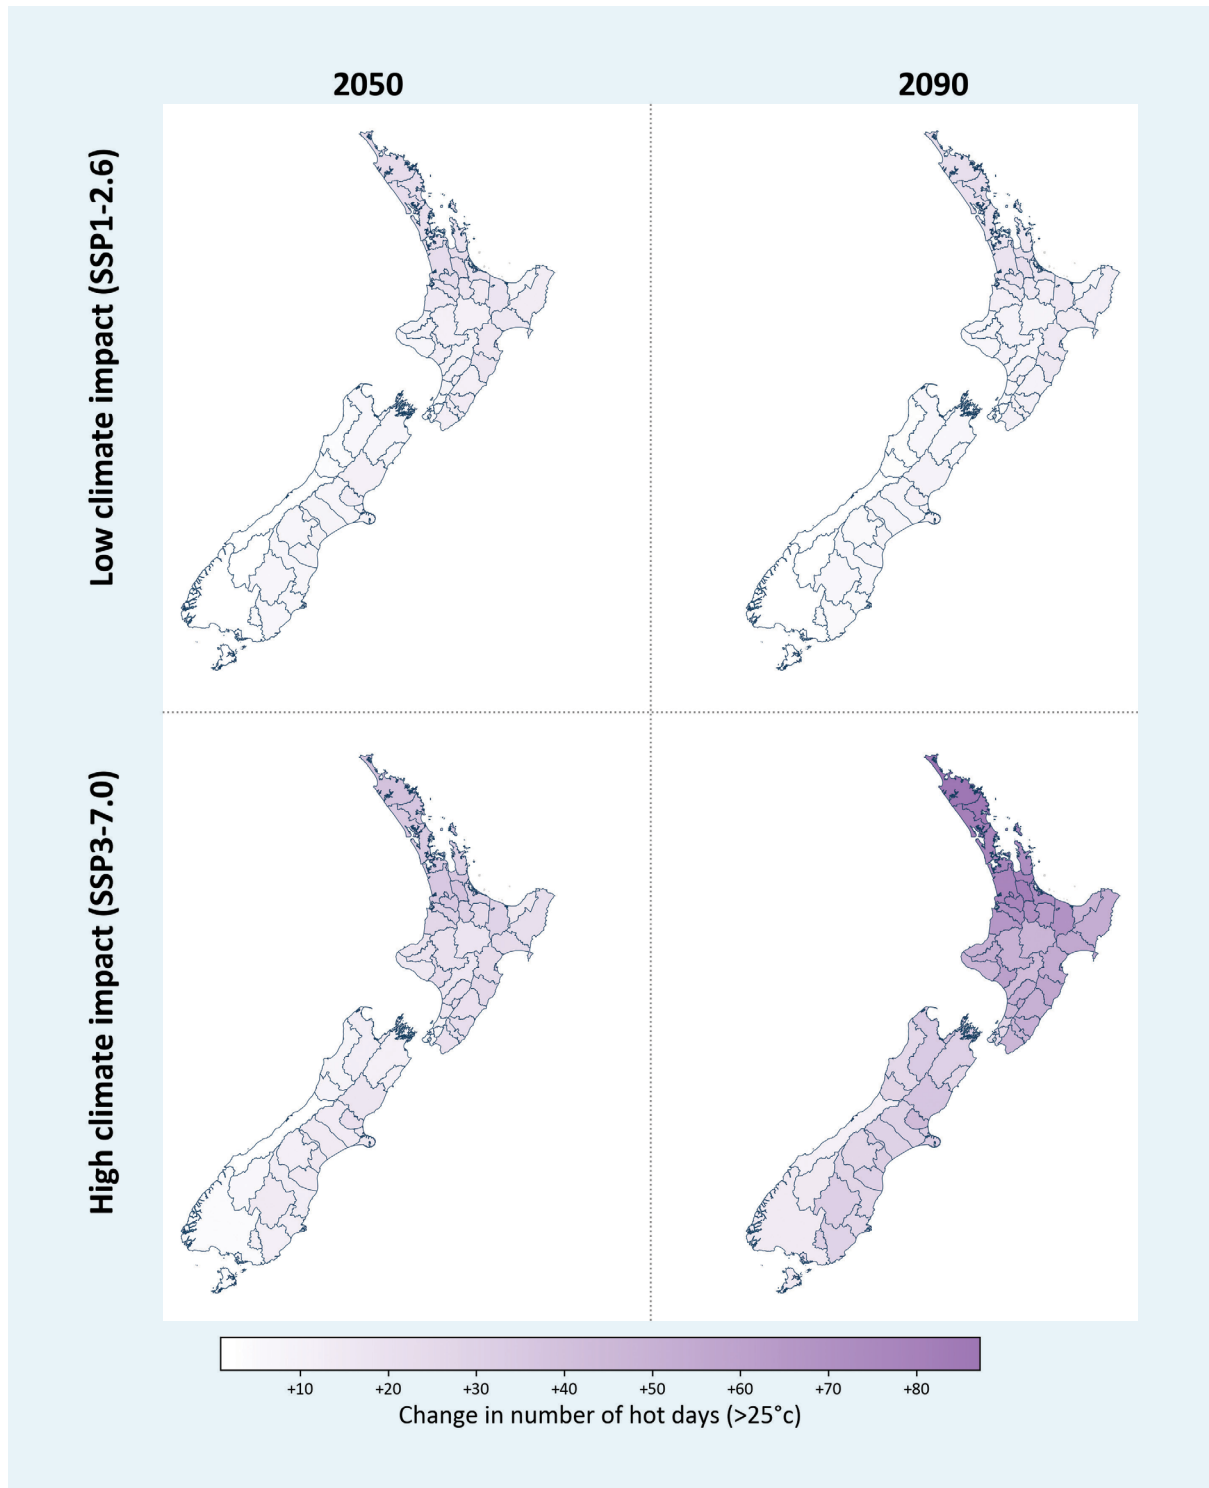 2050
2090
Low climate impact (SSP1-2.6)
High climate impact (SSP3-7.0)
+10 +20 +30 +40 +50 +60 +70 +80
Change in number of hot days (>25°c)